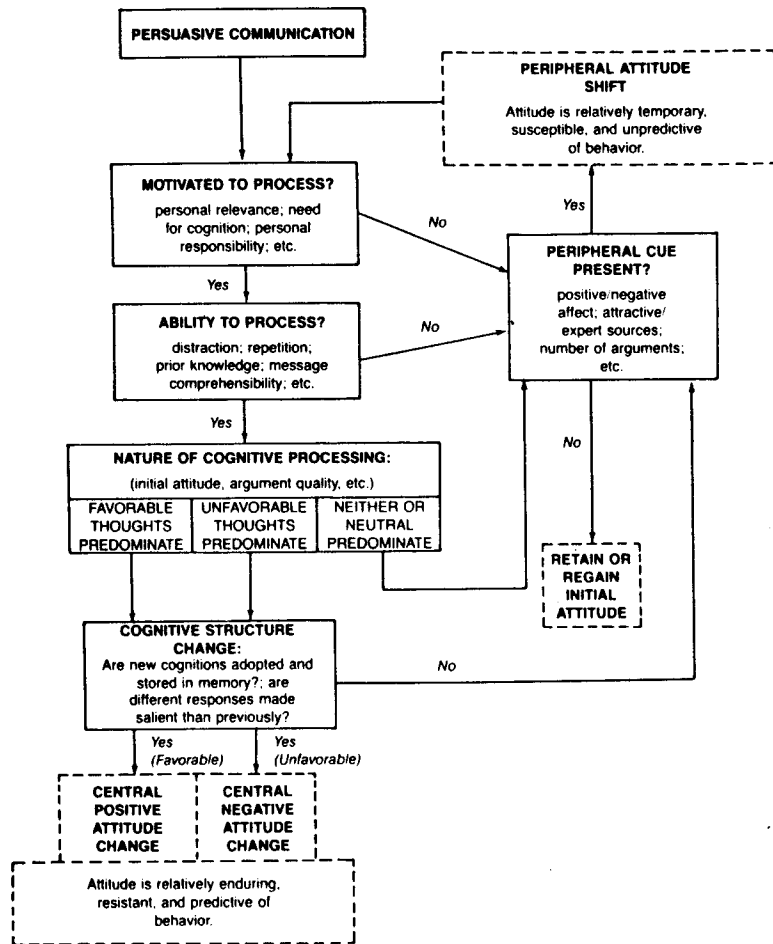 PERSUASIVE COMMUNICATION
PERIPHERAL ATTITUDE
SHIFT
Attitude is relatively temporary,
susceptible, and unpredictive
of behavior.
MOTIVATED TO PROCESS?
personal relevance; need
for cognition; personal
responsibility; etc.
No
Yes
PERIPHERAL CUE
PRESENT?
positive/negative
affect; attractive/
expert sources;
number of arguments;
etc.
Yes
ABILITY TO PROCESS?
distraction; repetition;
prior knowledge; message
comprehensibility; etc.
No
Yes
No
NATURE OF COGNITIVE PROCESSING:
(initial attitude, argument quality, etc.)
FAVORABLE
THOUGHTS
PREDOMINATE
UNFAVORABLE
THOUGHTS
PREDOMINATE
NEITHER OR
NEUTRAL
PREDOMINATE
RETAIN OR
REGAIN
INITIAL
ATTITUDE
COGNITIVE STRUCTURE
CHANGE:
Are new cognitions adopted and
stored in memory?; are
different responses made
salient than previously?
No
Yes
(Favorable)
Yes
(Unfavorable)
CENTRAL
POSITIVE
ATTITUDE
CHANGE
CENTRAL
NEGATIVE
ATTITUDE
CHANGE
Attitude is relatively enduring,
resistant, and predictive of
behavior.